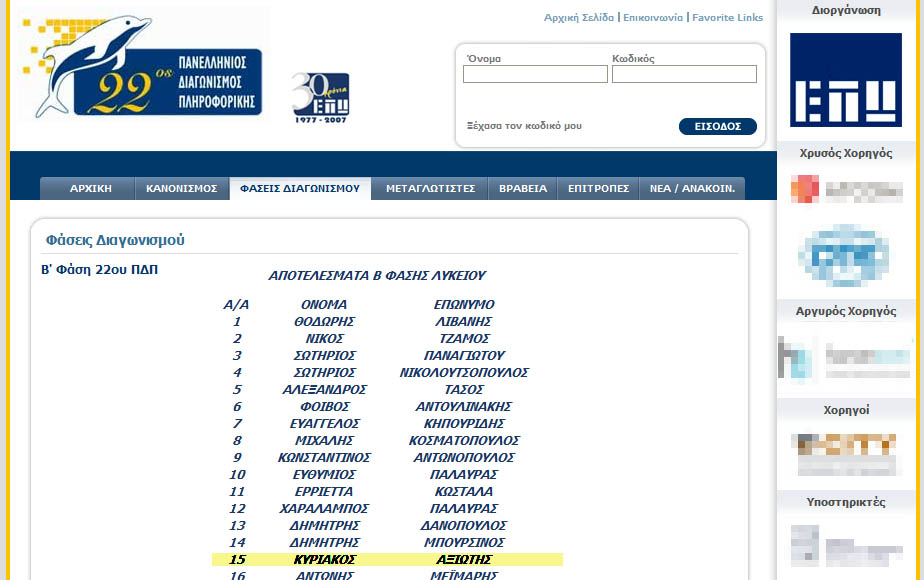 Αρχική Σελίδα | Επικοινωνία | Favorite Links
22ος
ΠΑΝΕΛΛΗΝΙΟΣ
ΔΙΑΓΩΝΙΣΜΟΣ
ΠΛΗΡΟΦΟΡΙΚΗΣ
30 χρόνια
ΕΠΥ
1977 - 2007
Όνομα Κωδικός
Ξέχασα τον κωδικό μου ΕΙΣΟΔΟΣ
ΑΡΧΙΚΗ ΚΑΝΟΝΙΣΜΟΣ ΦΑΣΕΙΣ ΔΙΑΓΩΝΙΣΜΟΥ ΜΕΤΑΓΛΩΤΙΣΤΕΣ ΒΡΑΒΕΙΑ ΕΠΙΤΡΟΠΕΣ ΝΕΑ / ΑΝΑΚΟΙΝ.
Φάσεις Διαγωνισμού
Β΄ Φάση 22ου ΠΔΠ
ΑΠΟΤΕΛΕΣΜΑΤΑ Β ΦΑΣΗΣ ΛΥΚΕΙΟΥ
Α/Α ΟΝΟΜΑ ΕΠΩΝΥΜΟ
1 ΘΟΔΩΡΗΣ ΛΙΒΑΝΗΣ
2 ΝΙΚΟΣ ΤΖΑΜΟΣ
3 ΣΩΤΗΡΙΟΣ ΠΑΝΑΓΙΩΤΟΥ
4 ΣΩΤΗΡΙΟΣ ΝΙΚΟΛΟΥΤΣΟΠΟΥΛΟΣ
5 ΑΛΕΞΑΝΔΡΟΣ ΤΑΣΟΣ
6 ΦΟΙΒΟΣ ΑΝΤΟΥΛΙΝΑΚΗΣ
7 ΕΥΑΓΓΕΛΟΣ ΚΗΠΟΥΡΙΔΗΣ
8 ΜΙΧΑΛΗΣ ΚΟΣΜΑΤΟΠΟΥΛΟΣ
9 ΚΩΝΣΤΑΝΤΙΝΟΣ ΑΝΤΩΝΟΠΟΥΛΟΣ
10 ΕΥΘΥΜΙΟΣ ΠΑΛΑΥΡΑΣ
11 ΕΡΡΙΕΤΤΑ ΚΩΣΤΑΛΑ
12 ΧΑΡΑΛΑΜΠΟΣ ΠΑΛΑΥΡΑΣ
13 ΔΗΜΗΤΡΗΣ ΔΑΝΟΠΟΥΛΟΣ
14 ΔΗΜΗΤΡΗΣ ΜΠΟΥΡΣΙΝΟΣ
15 ΚΥΡΙΑΚΟΣ ΑΞΙΩΤΗΣ
16 ΑΝΤΩΝΗΣ ΜΕΪΜΑΡΗΣ
Διοργάνωση
ΕΠΥ
Χρυσός Χορηγός
Αργυρός Χορηγός
Χορηγοί
Υποστηρικτές